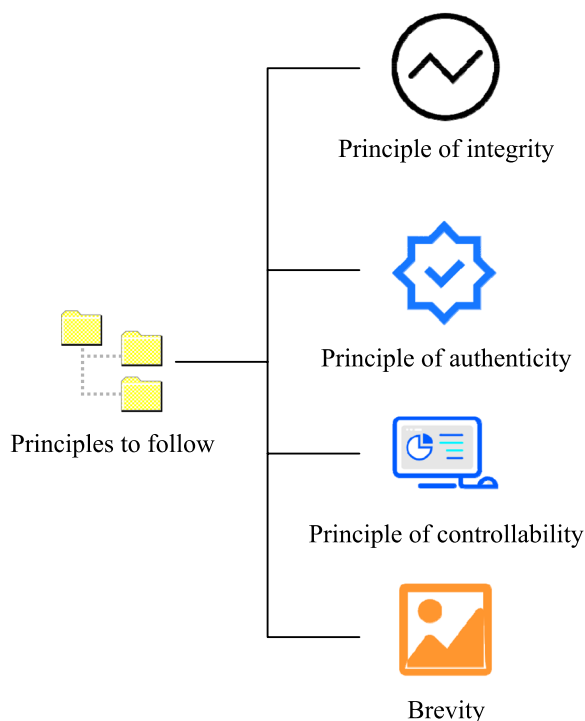 Principle of integrity
Principle of authenticity
Principles to follow
Principle of controllability
Brevity